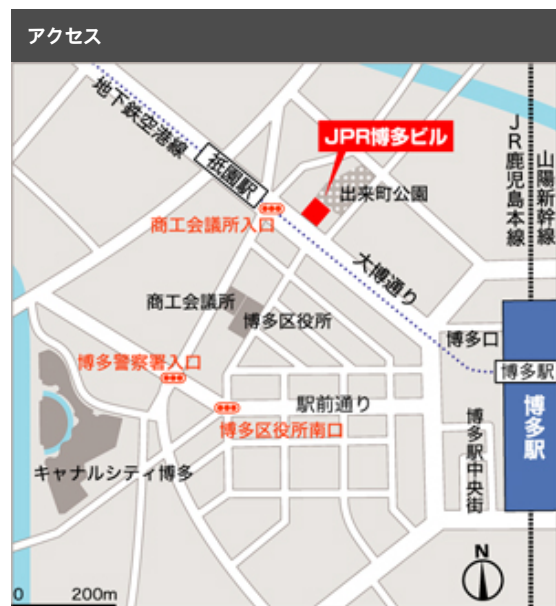 アクセス
地下鉄空港線
祇園駅
JPR博多ビル
出来町公園
JR鹿児島本線
山陽新幹線
商工会議所入口
大博通り
商工会議所
博多区役所
博多口
博多駅
博多警察署入口
駅前通り
博多区役所南口
博多駅中央街
博多駅
キャナルシティ博多
N
0 200m